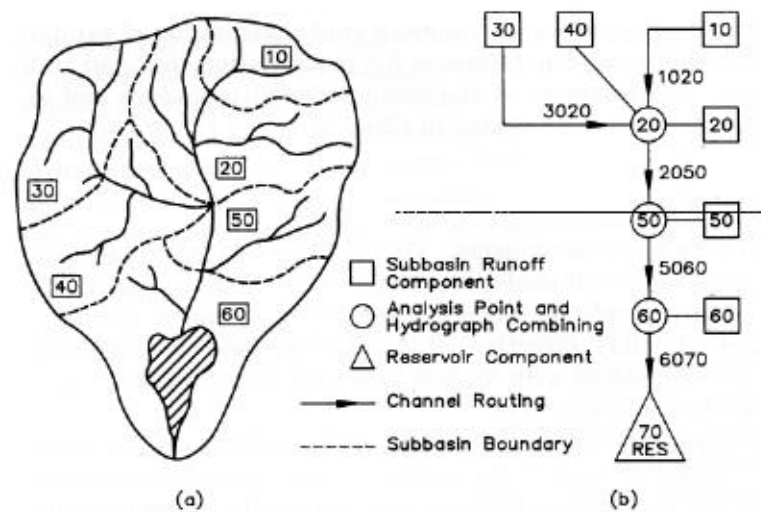 10
20
30
50
40
60
(a)
30
40
10
1020
3020
20
20
2050
50
50
5060
60
60
6070
70
RES
Subbasin Runoff
Component
Analysis Point and
Hydrograph Combining
Reservoir Component
Channel Routing
Subbasin Boundary
(b)